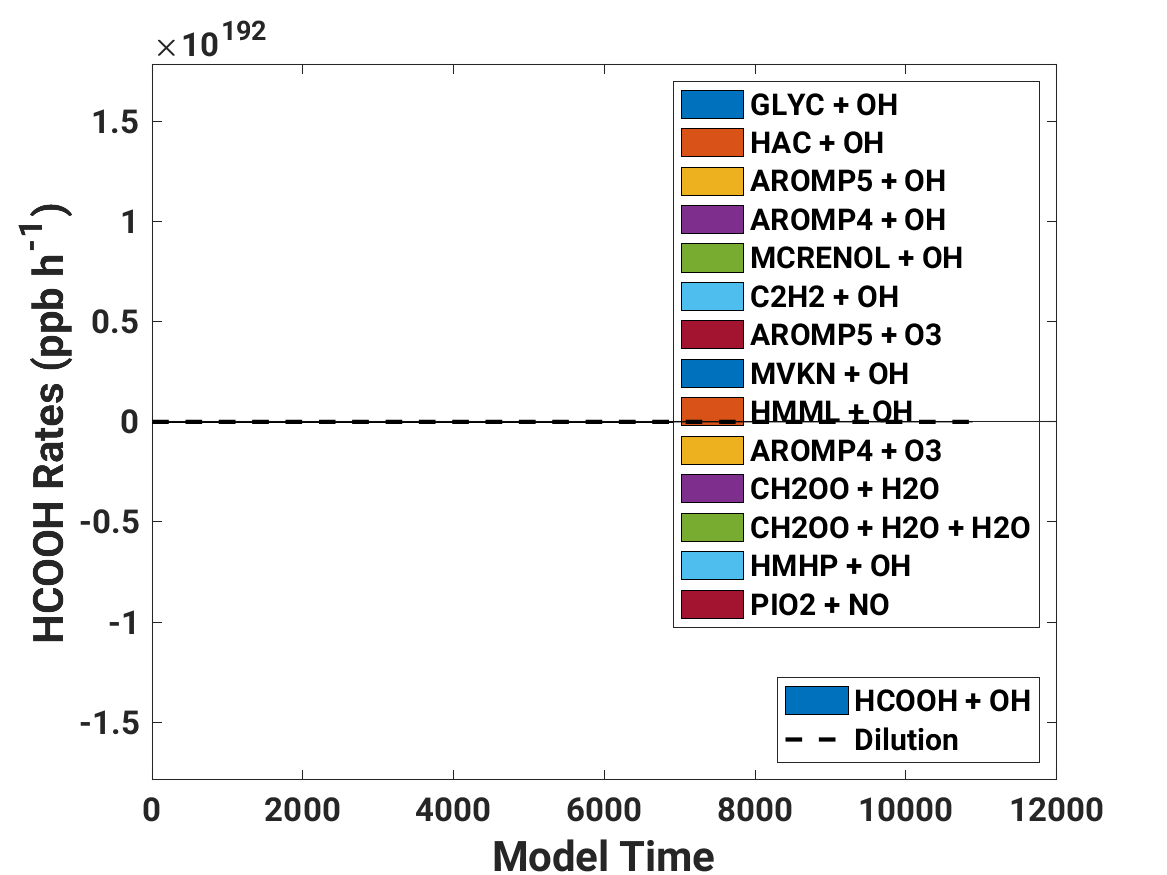 ×10^192
1.5
1
0.5
0
-0.5
-1
-1.5
HCOOH Rates (ppb h^-1)
GLYC + OH
HAC + OH
AROMP5 + OH
AROMP4 + OH
MCRENOL + OH
C2H2 + OH
AROMP5 + O3
MVKN + OH
HMML + OH
AROMP4 + O3
CH2OO + H2O
CH2OO + H2O + H2O
HMHP + OH
PIO2 + NO
HCOOH + OH
Dilution
0 2000 4000 6000 8000 10000 12000
Model Time